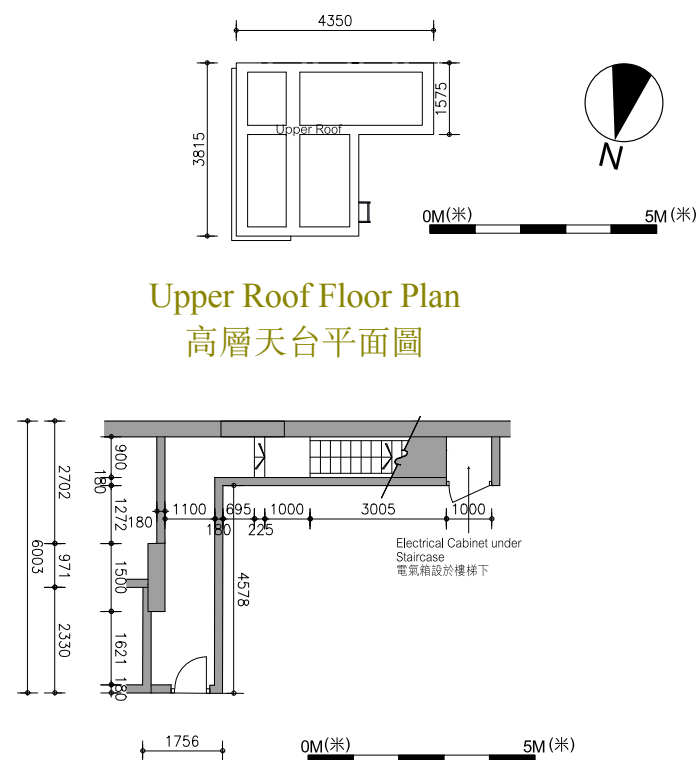 4350
3815
1575
Upper Roof
N
0M(米)
5M(米)
Upper Roof Floor Plan
高層天台平面圖
6003
2702
971
2330
900
180
1272
1500
1621
180
180
1100
180
695
225
1000
3005
1000
4578
Electrical Cabinet under
Staircase
電氣箱設於樓梯下
1756
0M(米)
5M(米)